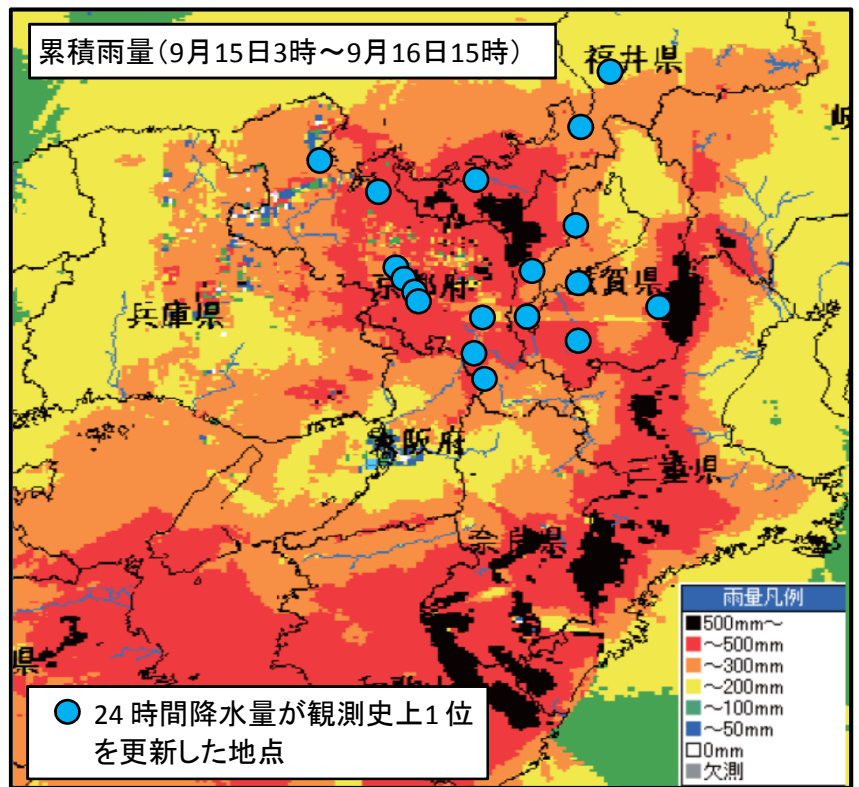 累積雨量(9月15日3時～9月16日15時)
福井県
岐
京都府
滋賀県
兵庫県
大阪府
三重県
奈良県
県
雨量凡例
500mm～
～500mm
～300mm
～200mm
～100mm
～50mm
0mm
欠測
24時間降水量が観測史上1位
を更新した地点